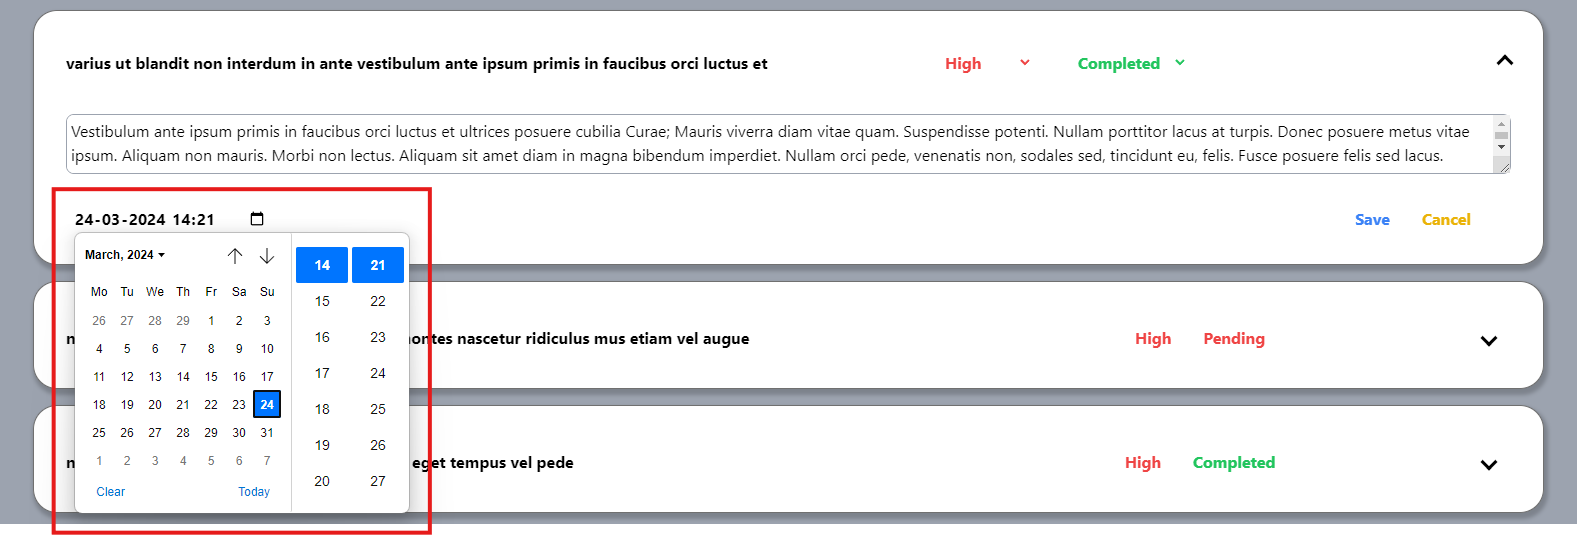 varius ut blandit non interdum in ante vestibulum ante ipsum primis in faucibus orci luctus et High Completed
Vestibulum ante ipsum primis in faucibus orci luctus et ultrices posuere cubilia Curae; Mauris viverra diam vitae quam. Suspendisse potenti. Nullam porttitor lacus at turpis. Donec posuere metus vitae
ipsum. Aliquam non mauris. Morbi non lectus. Aliquam sit amet diam in magna bibendum imperdiet. Nullam orci pede, venenatis non, sodales sed, tincidunt eu, felis. Fusce posuere felis sed lacus.
24-03-2024 14:21 Save Cancel
March, 2024 14 21
Mo Tu We Th Fr Sa Su
15 22
26 27 28 29 1 2 3
16 23
nascetur ridiculus mus etiam vel augue High Pending
4 5 6 7 8 9 10
17 24
11 12 13 14 15 16 17
18 19 20 21 22 23 24
18 25
25 26 27 28 29 30 31
19 26
1 2 3 4 5 6 7
eget tempus vel pede High Completed
20 27
Clear Today